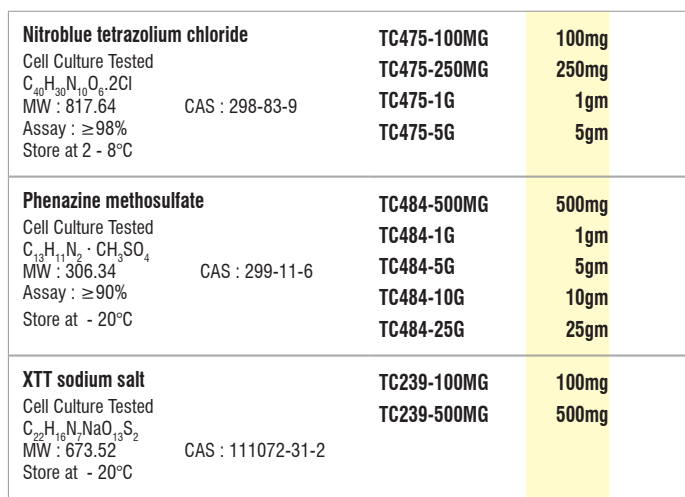 Nitroblue tetrazolium chloride TC475-100MG 100mg
Cell Culture Tested TC475-250MG 250mg
C₄₀H₃₀N₁₀O₆.2Cl
MW : 817.64 CAS : 298-83-9 TC475-1G 1gm
Assay : ≥98% TC475-5G 5gm
Store at 2 - 8°C
Phenazine methosulfate TC484-500MG 500mg
Cell Culture Tested TC484-1G 1gm
C₁₃H₁₁N₂ · CH₃SO₄
MW : 306.34 CAS : 299-11-6 TC484-5G 5gm
Assay : ≥90% TC484-10G 10gm
Store at - 20°C TC484-25G 25gm
XTT sodium salt TC239-100MG 100mg
Cell Culture Tested TC239-500MG 500mg
C₂₂H₁₆N₇NaO₁₃S₂
MW : 673.52 CAS : 111072-31-2
Store at - 20°C